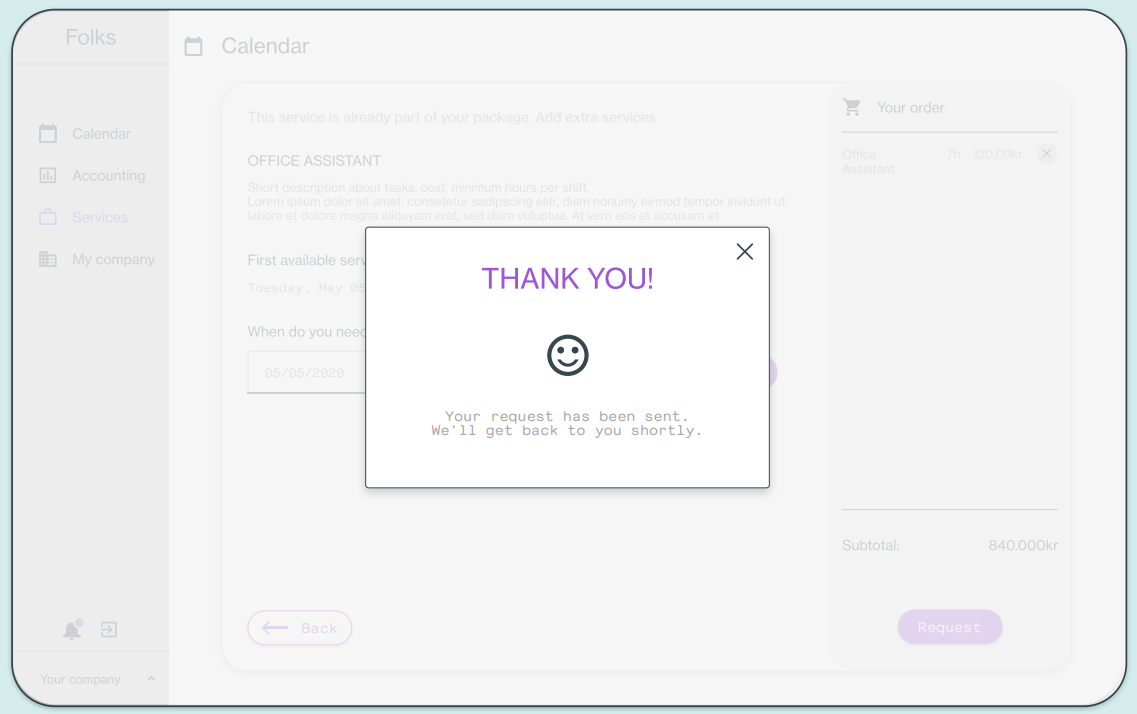 Folks
Calendar
Calendar
Accounting
Services
My company
Your company
This service is already part of your package. Add extra services
OFFICE ASSISTANT
Short description about tasks, cost, minimum hours per shift.
Lorem ipsum dolor sit amet, consetetur sadipscing elitr, diam nonumy eirmod tempor invidunt ut
labore et dolore magna aliquyam erat, sed diam voluptua. At vero eos et accusam et
First available
Tuesday, May 05
When do you need
05/05/2020
Back
THANK YOU!
Your request has been sent.
We'll get back to you shortly.
Your order
Office 7h 120.00kr
Assistant
Subtotal: 840.000kr
Request